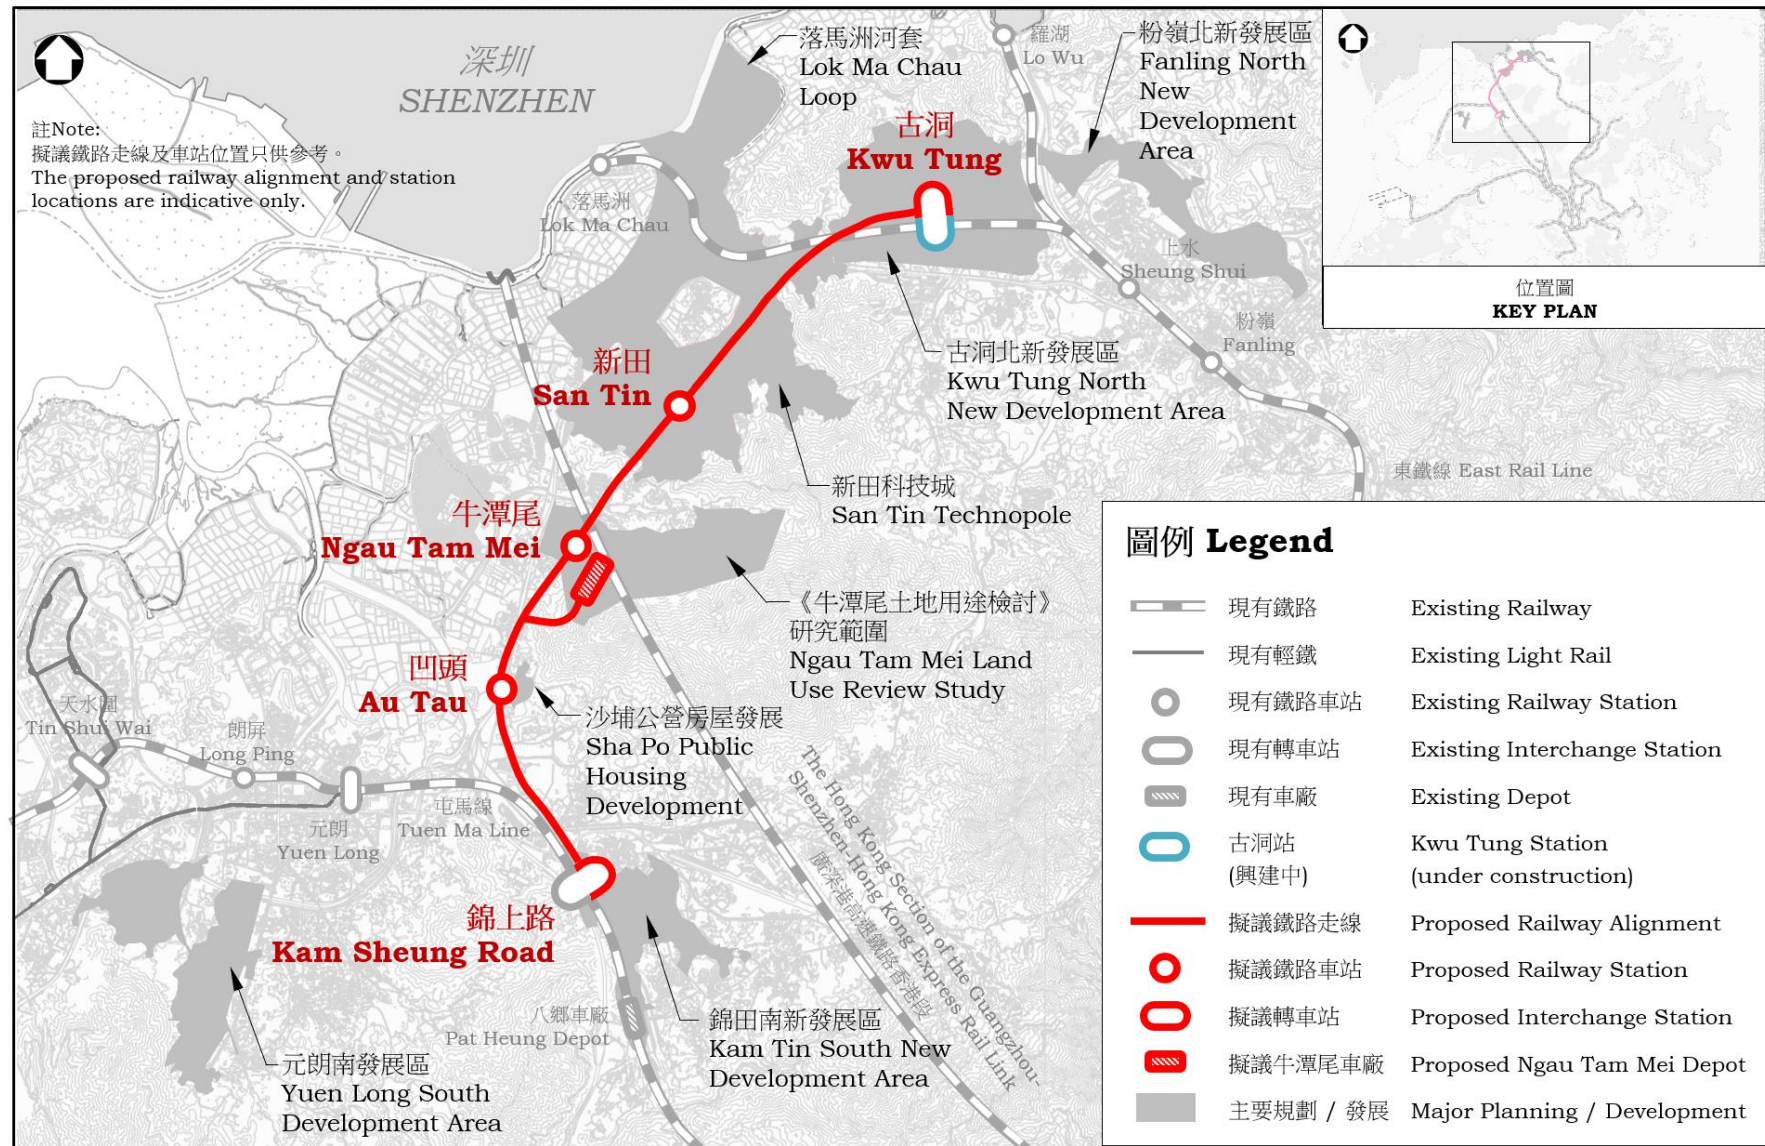 深圳
SHENZHEN
註Note:
擬議鐵路走線及車站位置只供參考。
The proposed railway alignment and station
locations are indicative only.
落馬洲河套
Lok Ma Chau
Loop
羅湖
Lo Wu
粉嶺北新發展區
Fanling North
New
Development
Area
位置圖
KEY PLAN
古洞
Kwu Tung
落馬洲
Lok Ma Chau
上水
Sheung Shui
粉嶺
Fanling
古洞北新發展區
Kwu Tung North
New Development Area
新田
San Tin
東鐵線 East Rail Line
新田科技城
San Tin Technopole
牛潭尾
Ngau Tam Mei
《牛潭尾土地用途檢討》
研究範圍
Ngau Tam Mei Land
Use Review Study
凹頭
Au Tau
沙埔公營房屋發展
Sha Po Public
Housing
Development
天水圍
Tin Shui Wai
朗屏
Long Ping
元朗
Yuen Long
屯馬線
Tuen Ma Line
The Hong Kong Section of the Guangzhou-
Shenzhen-Hong Kong Express Rail Link
廣深港高速鐵路香港段
錦上路
Kam Sheung Road
八鄉車廠
Pat Heung Depot
錦田南新發展區
Kam Tin South New
Development Area
元朗南發展區
Yuen Long South
Development Area
圖例 Legend
現有鐵路 Existing Railway
現有輕鐵 Existing Light Rail
現有鐵路車站 Existing Railway Station
現有轉車站 Existing Interchange Station
現有車廠 Existing Depot
古洞站 Kwu Tung Station
(興建中) (under construction)
擬議鐵路走線 Proposed Railway Alignment
擬議鐵路車站 Proposed Railway Station
擬議轉車站 Proposed Interchange Station
擬議牛潭尾車廠 Proposed Ngau Tam Mei Depot
主要規劃 / 發展 Major Planning / Development